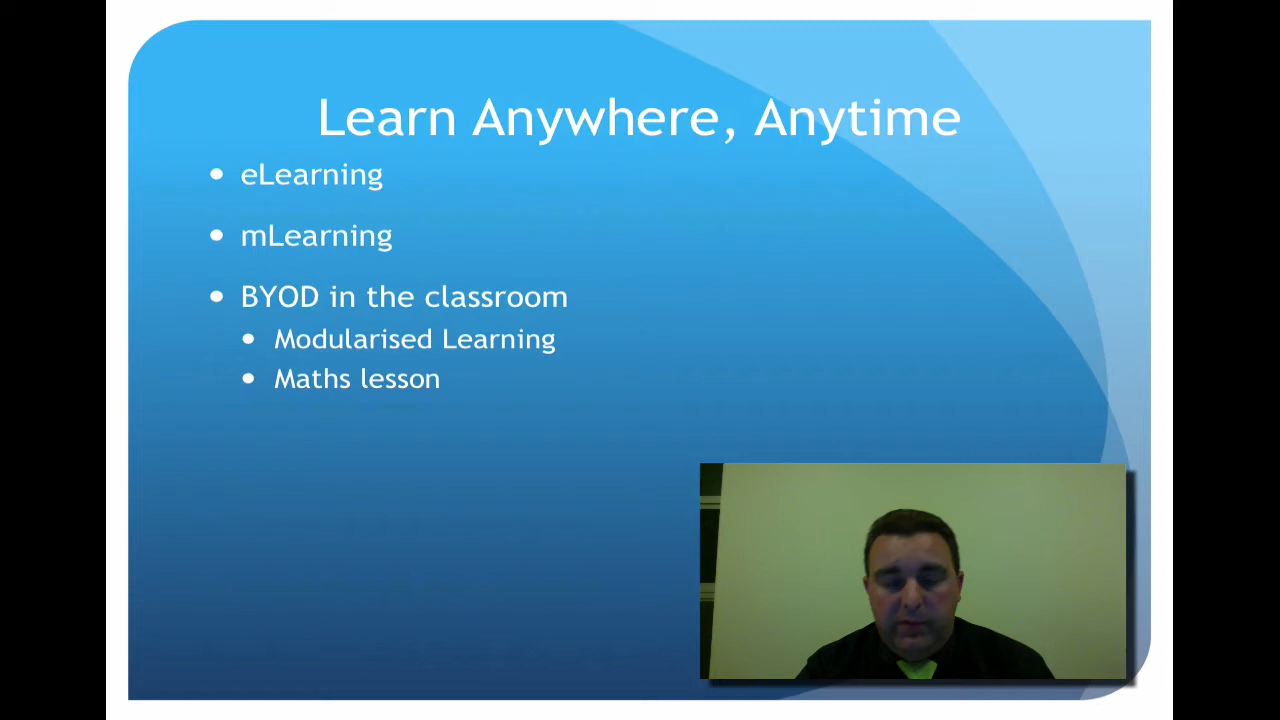 Learn Anywhere, Anytime
eLearning
mLearning
BYOD in the classroom
Modularised Learning
Maths lesson